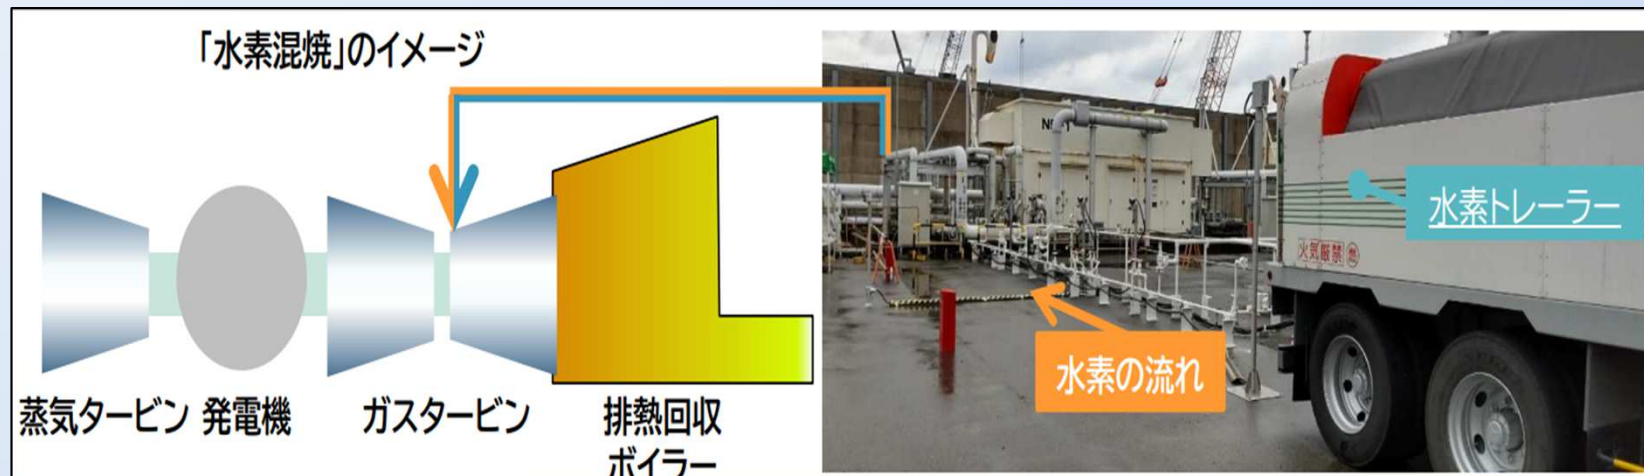 「水素混焼」のイメージ
水素トレーラー
火気厳禁
水素の流れ
蒸気タービン 発電機 ガスタービン 排熱回収
ボイラー